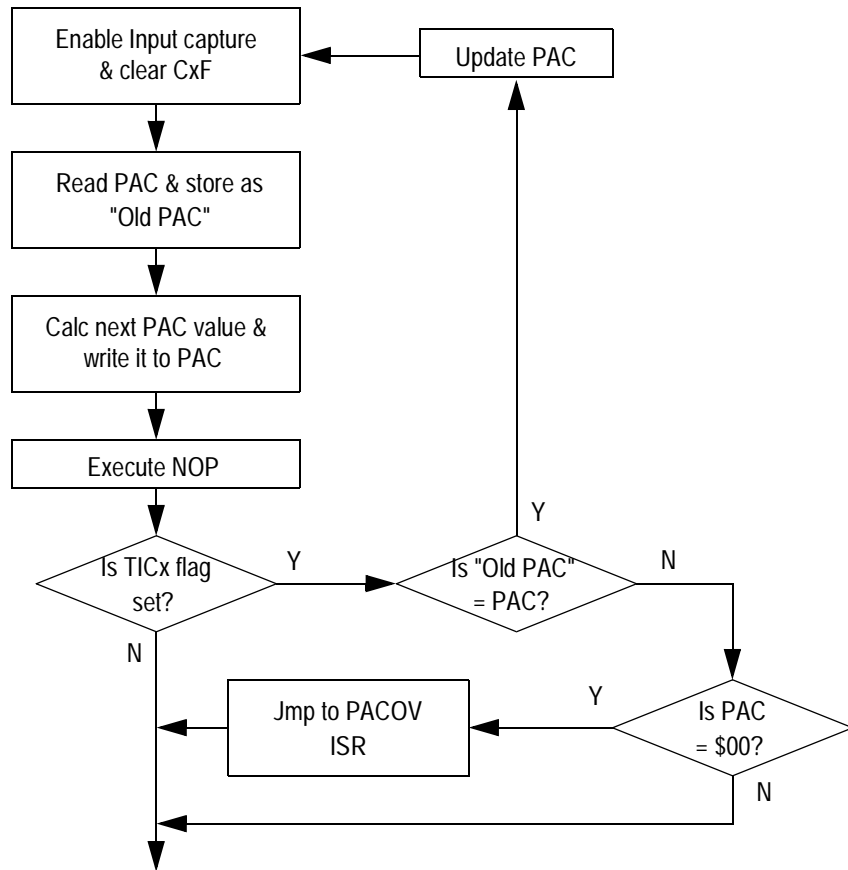 Enable Input capture
& clear CxF
Update PAC
Read PAC & store as
"Old PAC"
Calc next PAC value &
write it to PAC
Execute NOP
Is TICx flag
set?
Y
N
Is "Old PAC"
= PAC?
Y
N
Is PAC
= $00?
Y
N
Jmp to PACOV
ISR